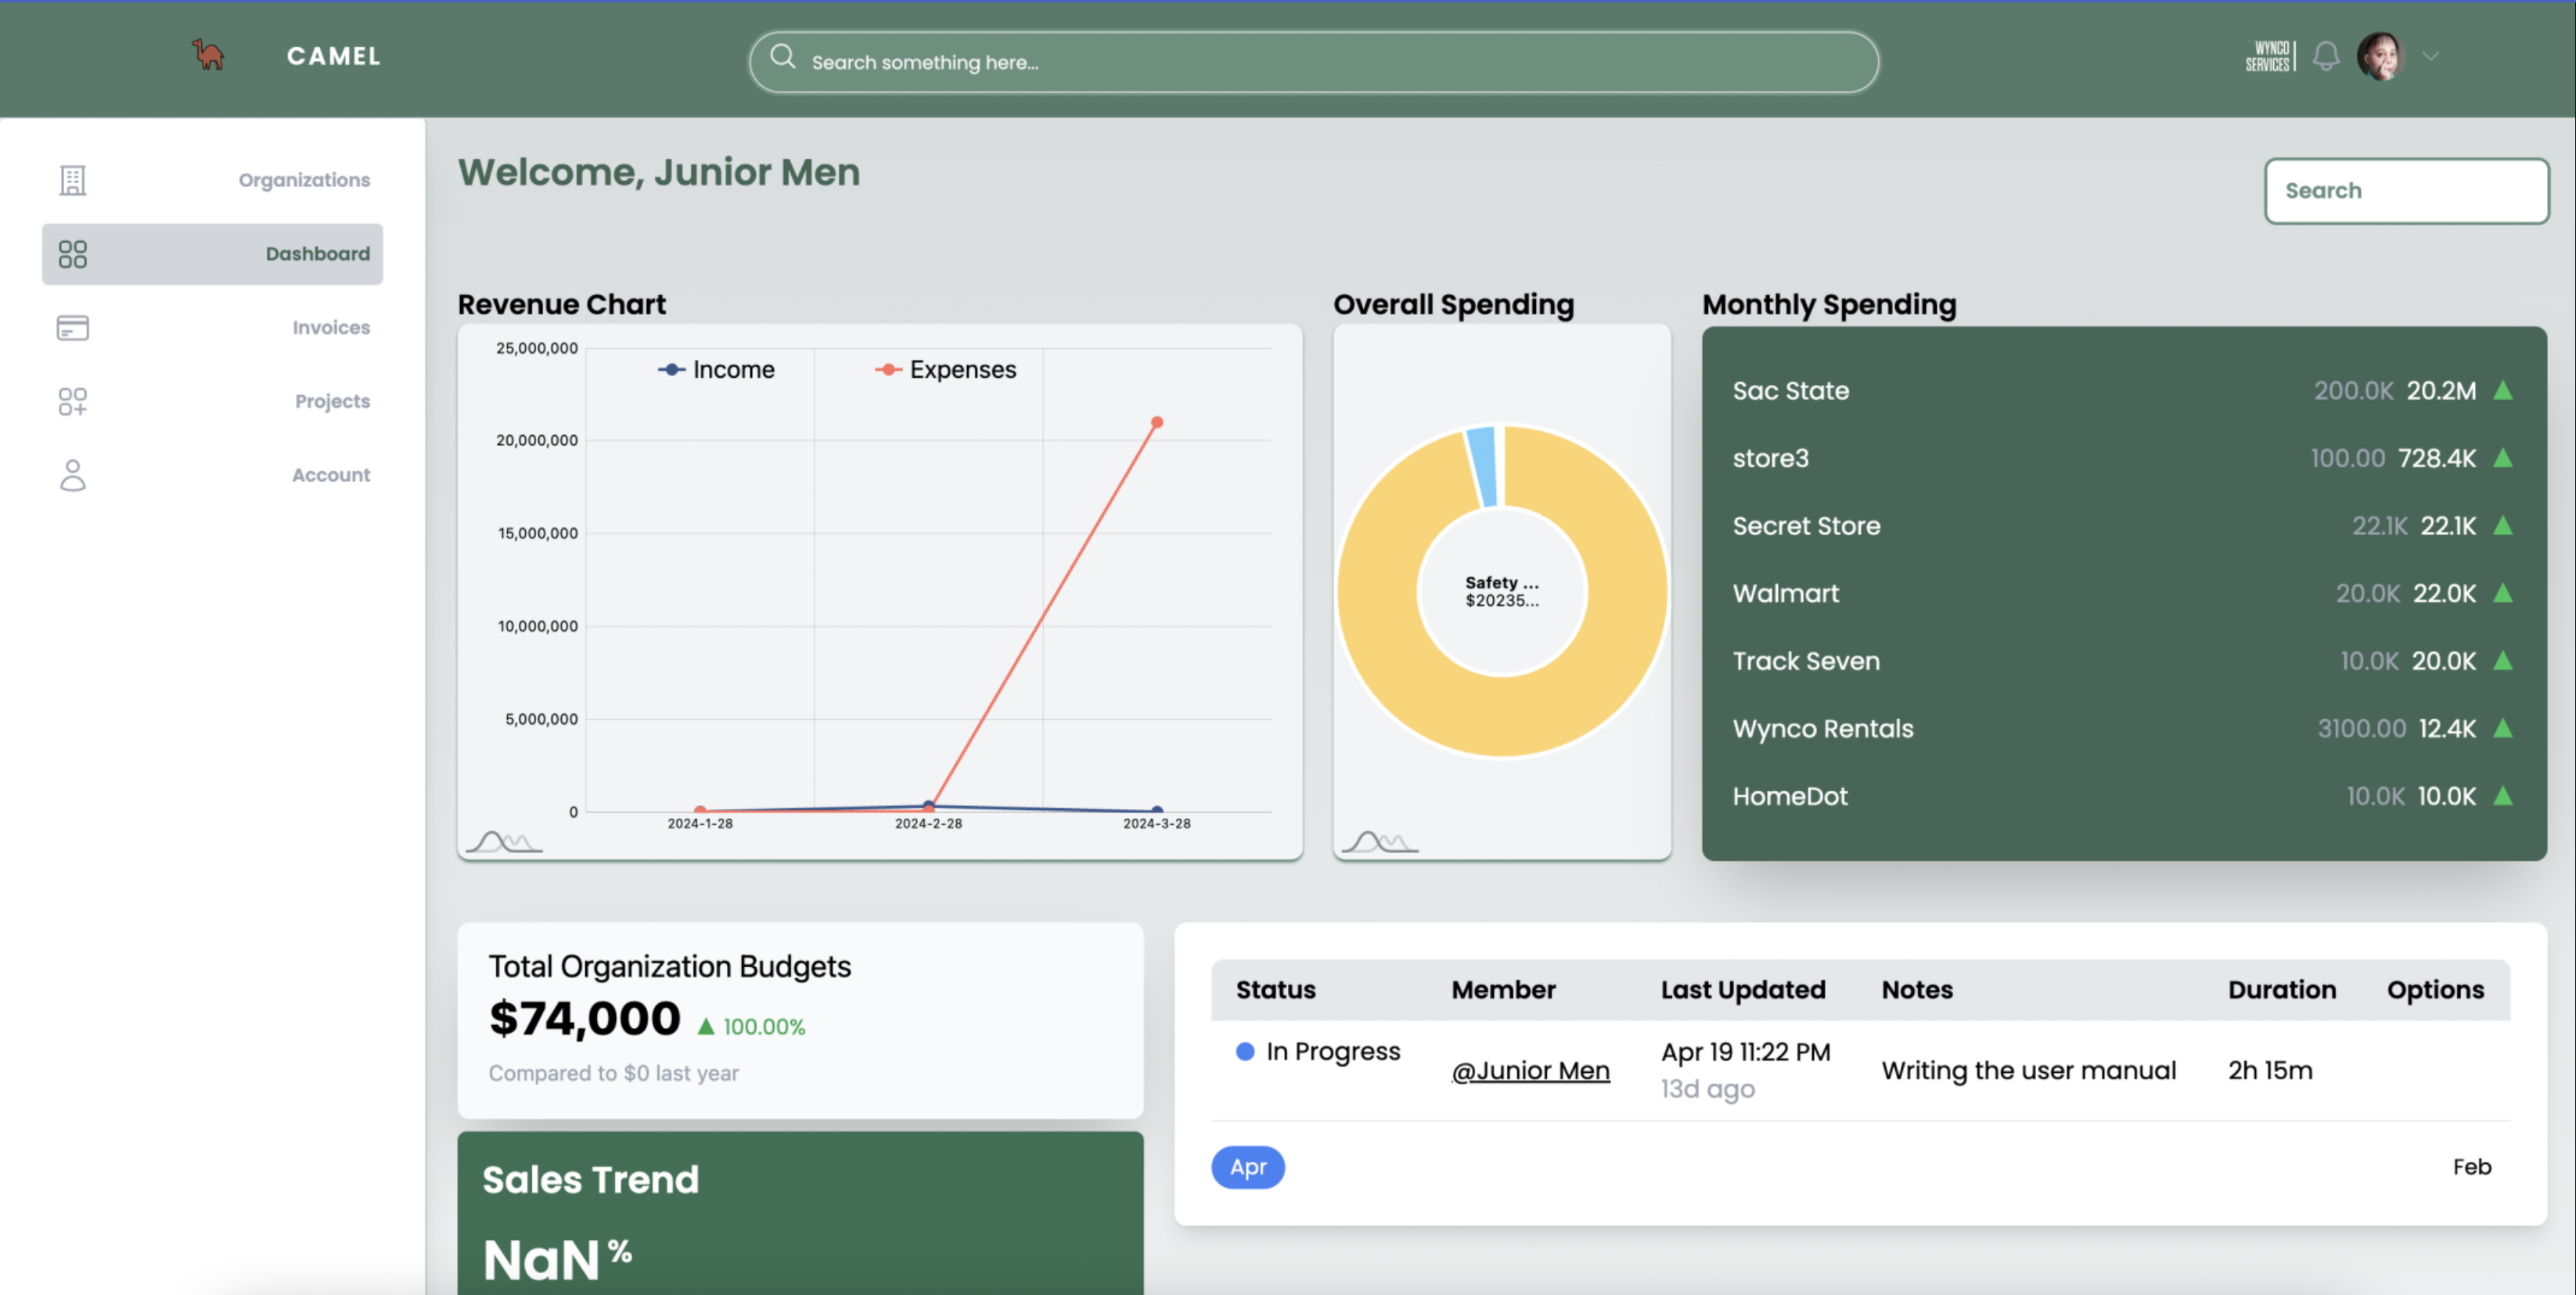 CAMEL
Search something here...
WYNCO
SERVICES
Organizations
Dashboard
Invoices
Projects
Account
Welcome, Junior Men
Search
Revenue Chart
25,000,000
20,000,000
15,000,000
10,000,000
5,000,000
0
Income
Expenses
2024-1-28
2024-2-28
2024-3-28
Overall Spending
Safety ...
$20235...
Monthly Spending
Sac State 200.0K 20.2M
store3 100.00 728.4K
Secret Store 22.1K 22.1K
Walmart 20.0K 22.0K
Track Seven 10.0K 20.0K
Wynco Rentals 3100.00 12.4K
HomeDot 10.0K 10.0K
Total Organization Budgets
$74,000 100.00%
Compared to $0 last year
Sales Trend
NaN%
Status Member Last Updated Notes Duration Options
In Progress @Junior Men Apr 19 11:22 PM Writing the user manual 2h 15m
13d ago
Apr Feb